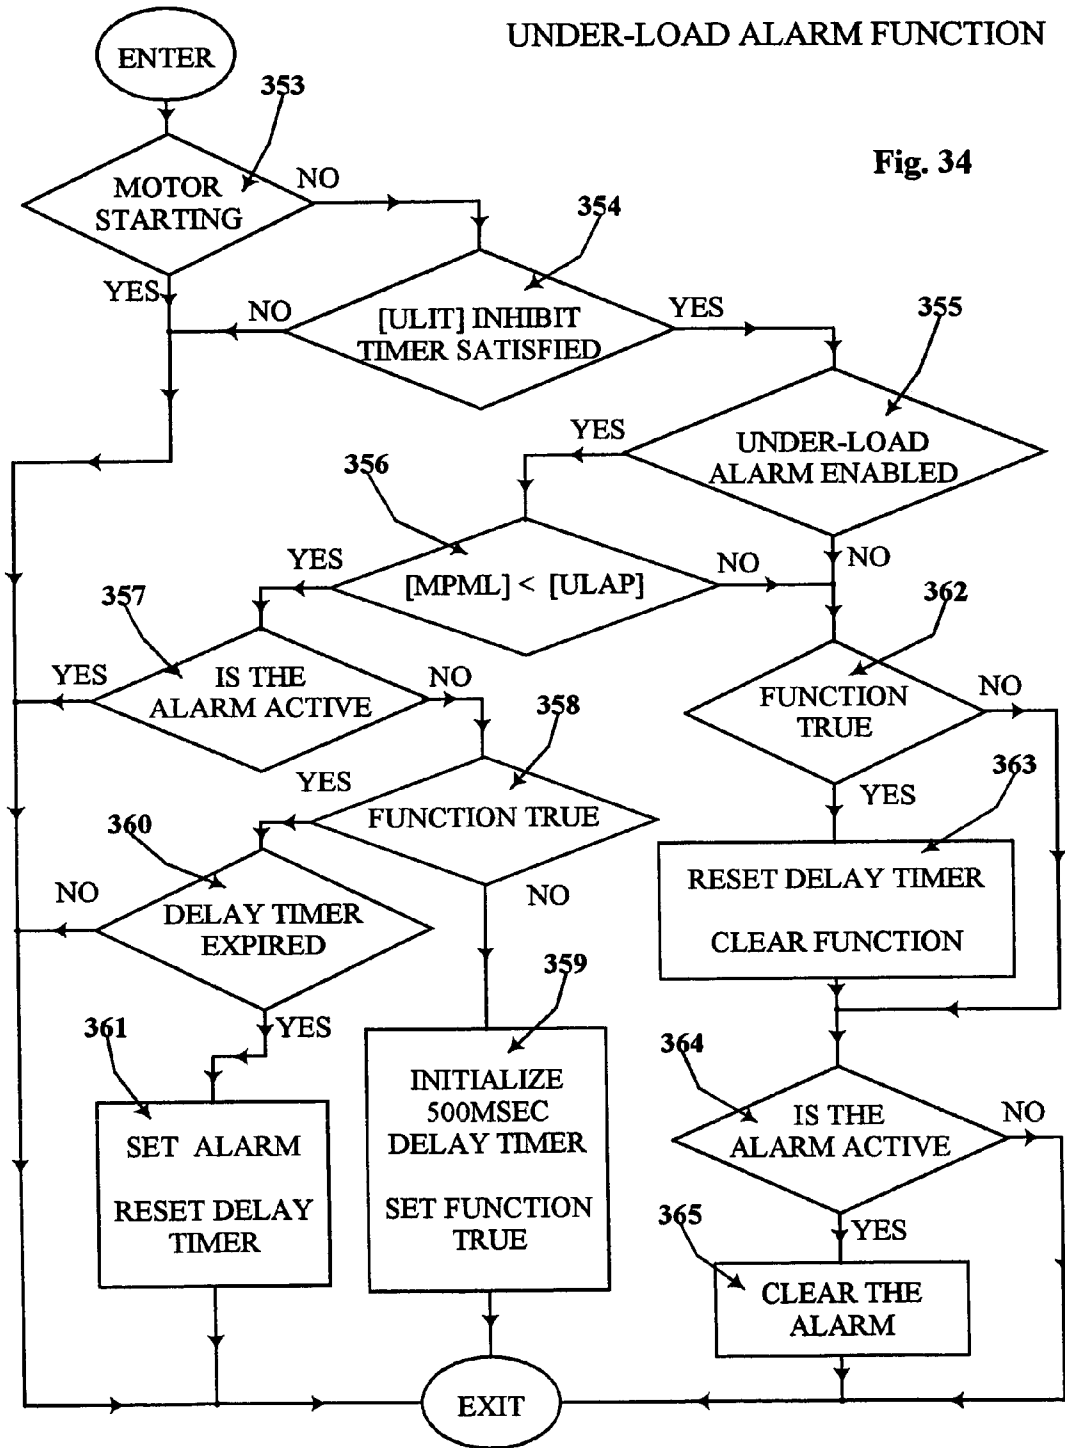 UNDER-LOAD ALARM FUNCTION
ENTER
353
Fig. 34
MOTOR
STARTING
NO
354
YES
NO
[ULIT] INHIBIT
TIMER SATISFIED
YES
355
YES
UNDER-LOAD
ALARM ENABLED
356
YES
[MPML] < [ULAP]
NO
NO
357
362
YES
IS THE
ALARM ACTIVE
NO
FUNCTION
TRUE
NO
358
YES
FUNCTION TRUE
YES
363
360
NO
DELAY TIMER
EXPIRED
NO
RESET DELAY TIMER
CLEAR FUNCTION
359
361
YES
364
INITIALIZE
500MSEC
DELAY TIMER
SET FUNCTION
TRUE
IS THE
ALARM ACTIVE
NO
SET ALARM
RESET DELAY
TIMER
365
YES
CLEAR THE
ALARM
EXIT